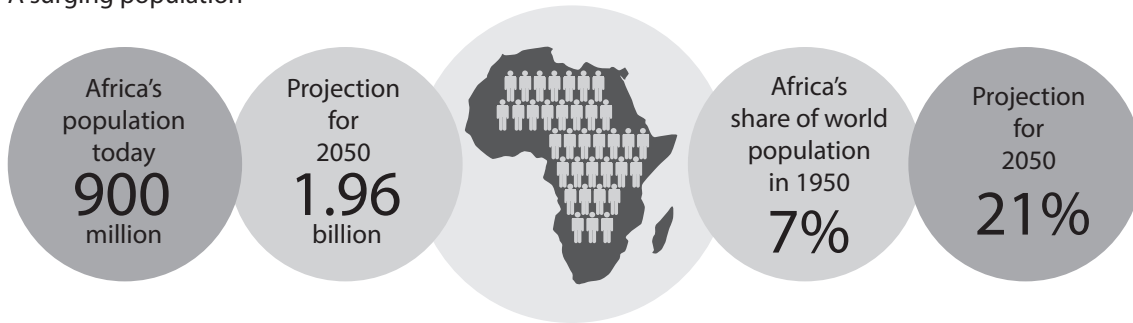 A surging population
Africa's
population
today
900
million
Projection
for
2050
1.96
billion
Africa's
share of world
population
in 1950
7%
Projection
for
2050
21%